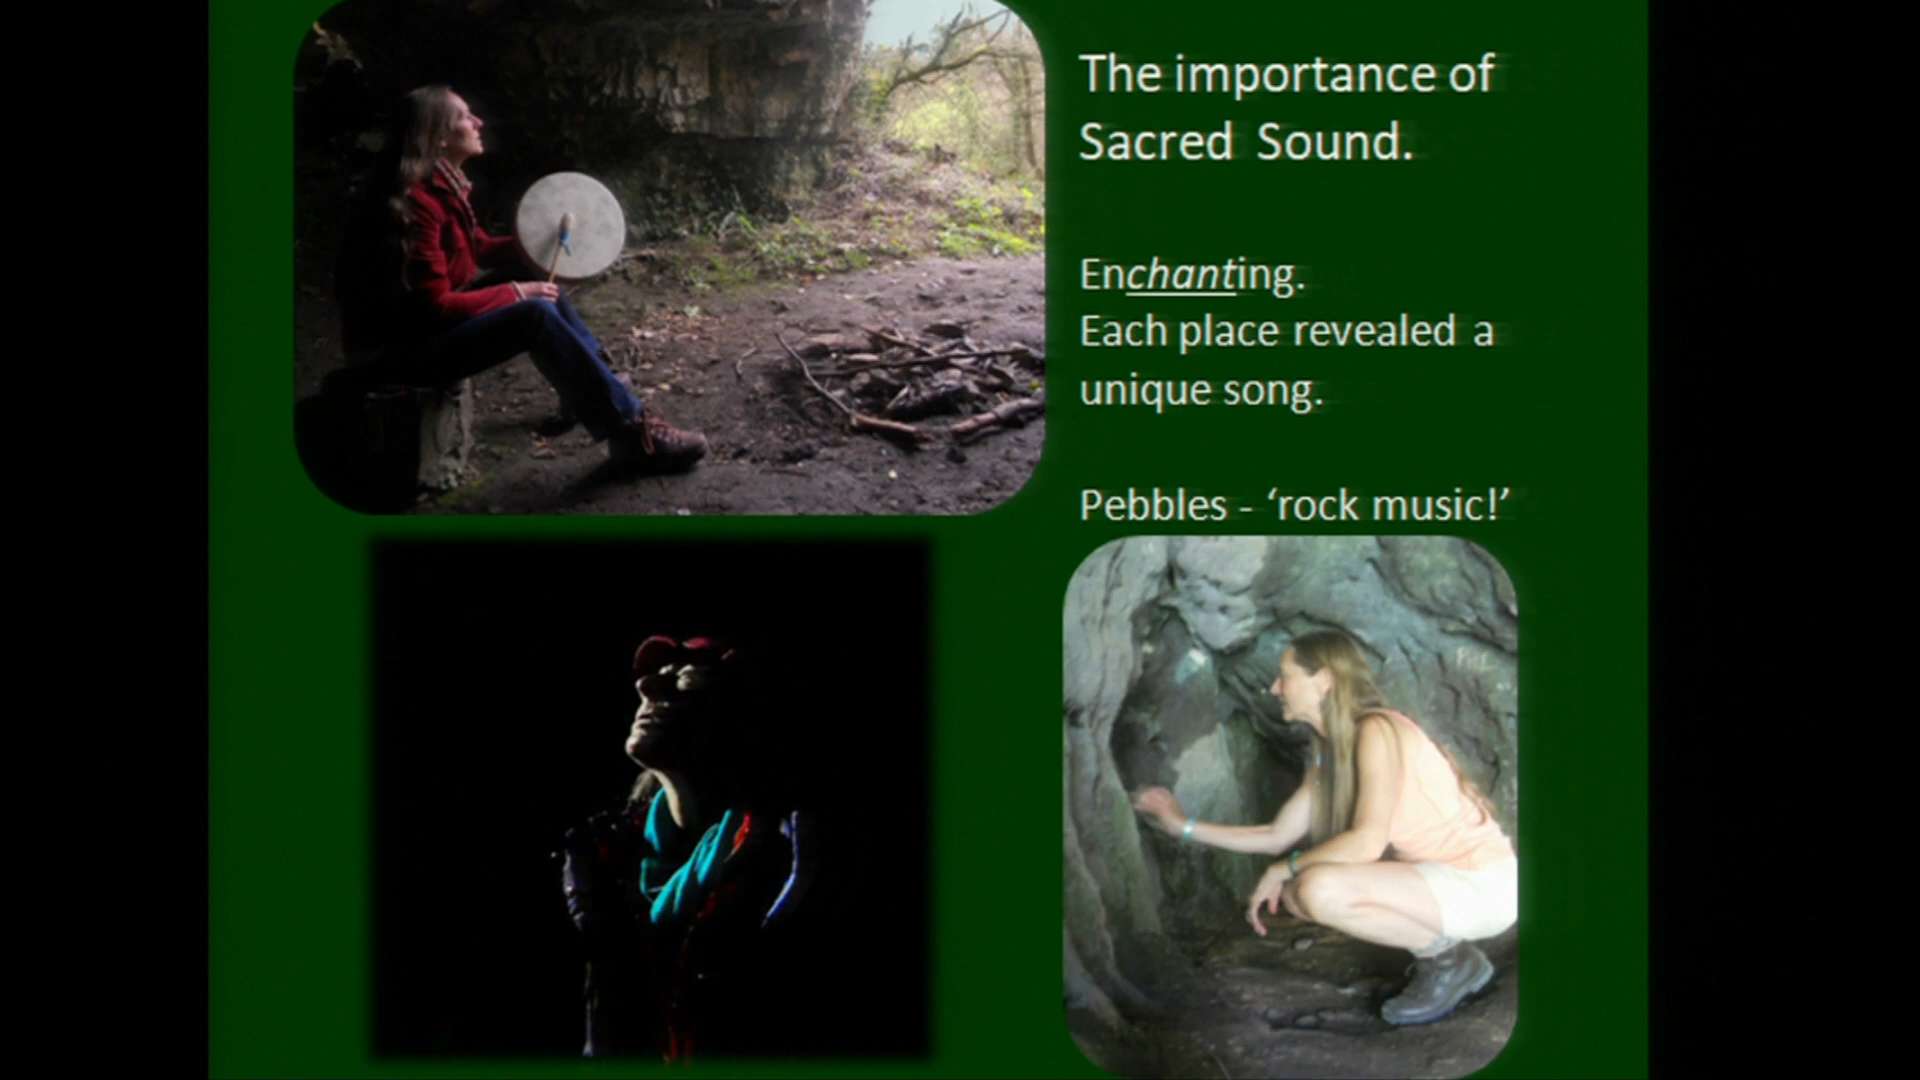 The importance of
Sacred Sound.
Enchanting.
Each place revealed a
unique song.
Pebbles - ‘rock music!’